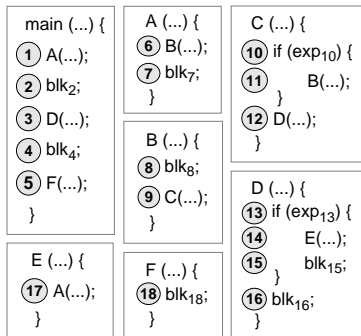 main (...) {
1 A(...);
2 blk2;
3 D(...);
4 blk4;
5 F(...);
}
E (...) {
17 A(...);
}
A (...) {
6 B(...);
7 blk7;
}
B (...) {
8 blk8;
9 C(...);
}
F (...) {
18 blk18;
}
C (...) {
10 if (exp10) {
11 B(...);
}
12 D(...);
}
D (...) {
13 if (exp13) {
14 E(...);
15 blk15;
}
16 blk16;
}